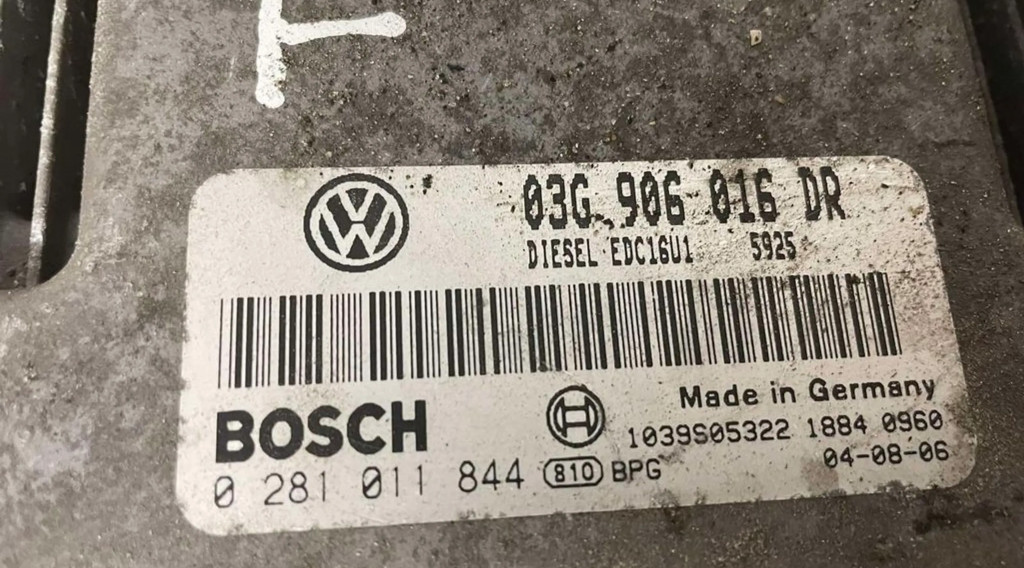 T
03G 906 016 DR
DIESEL EDC16U1 5925
BOSCH
Made in Germany
1039S05322 1884 0960
0 281 011 844 810 BPG
04-08-06